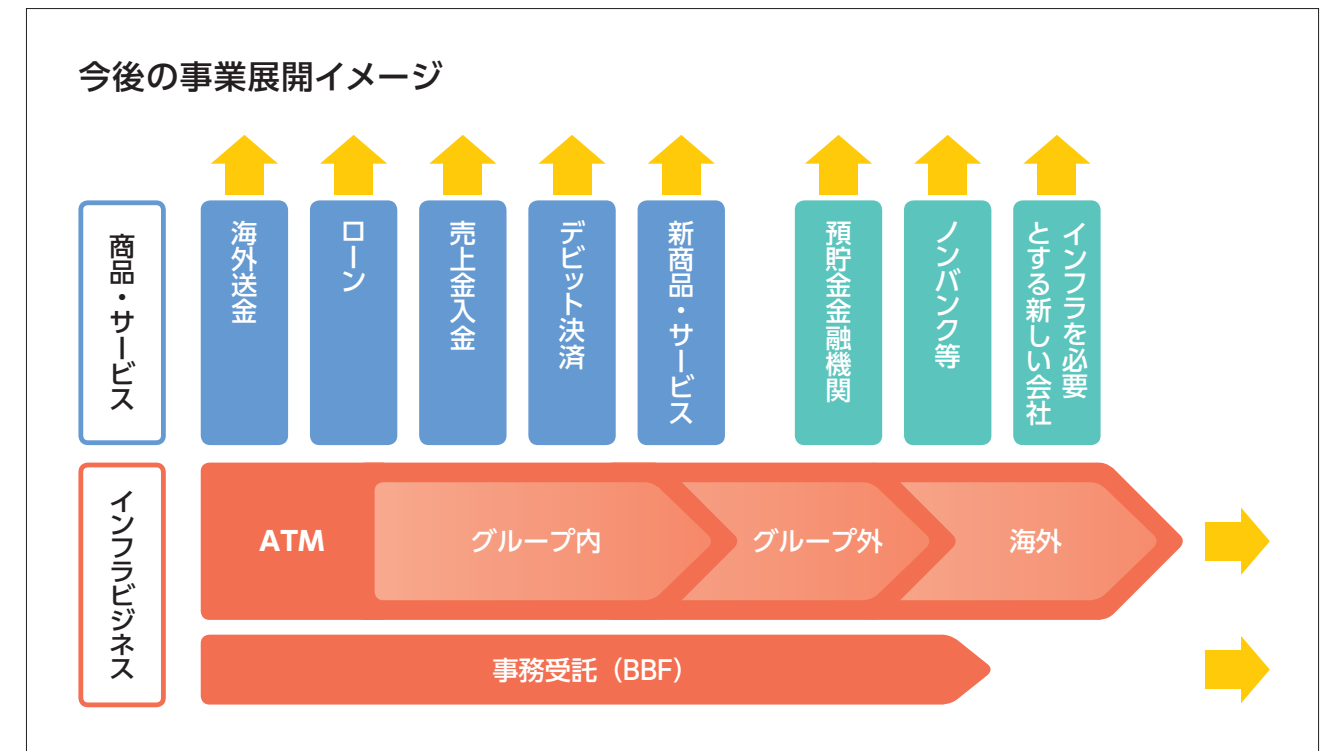 今後の事業展開イメージ
商品・サービス
海外送金
ローン
売上金入金
デビット決済
新商品・サービス
預貯金金融機関
ノンバンク等
インフラを必要
とする新しい会社
インフラビジネス
ATM
グループ内
グループ外
海外
事務受託（BBF）